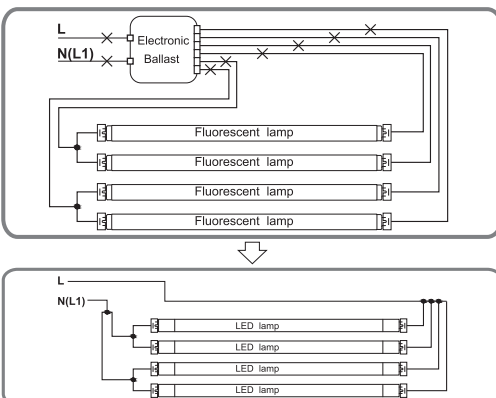 L
Electronic
N(L1)
Ballast
Fluorescent lamp
Fluorescent lamp
Fluorescent lamp
Fluorescent lamp
L
N(L1)
LED lamp
LED lamp
LED lamp
LED lamp